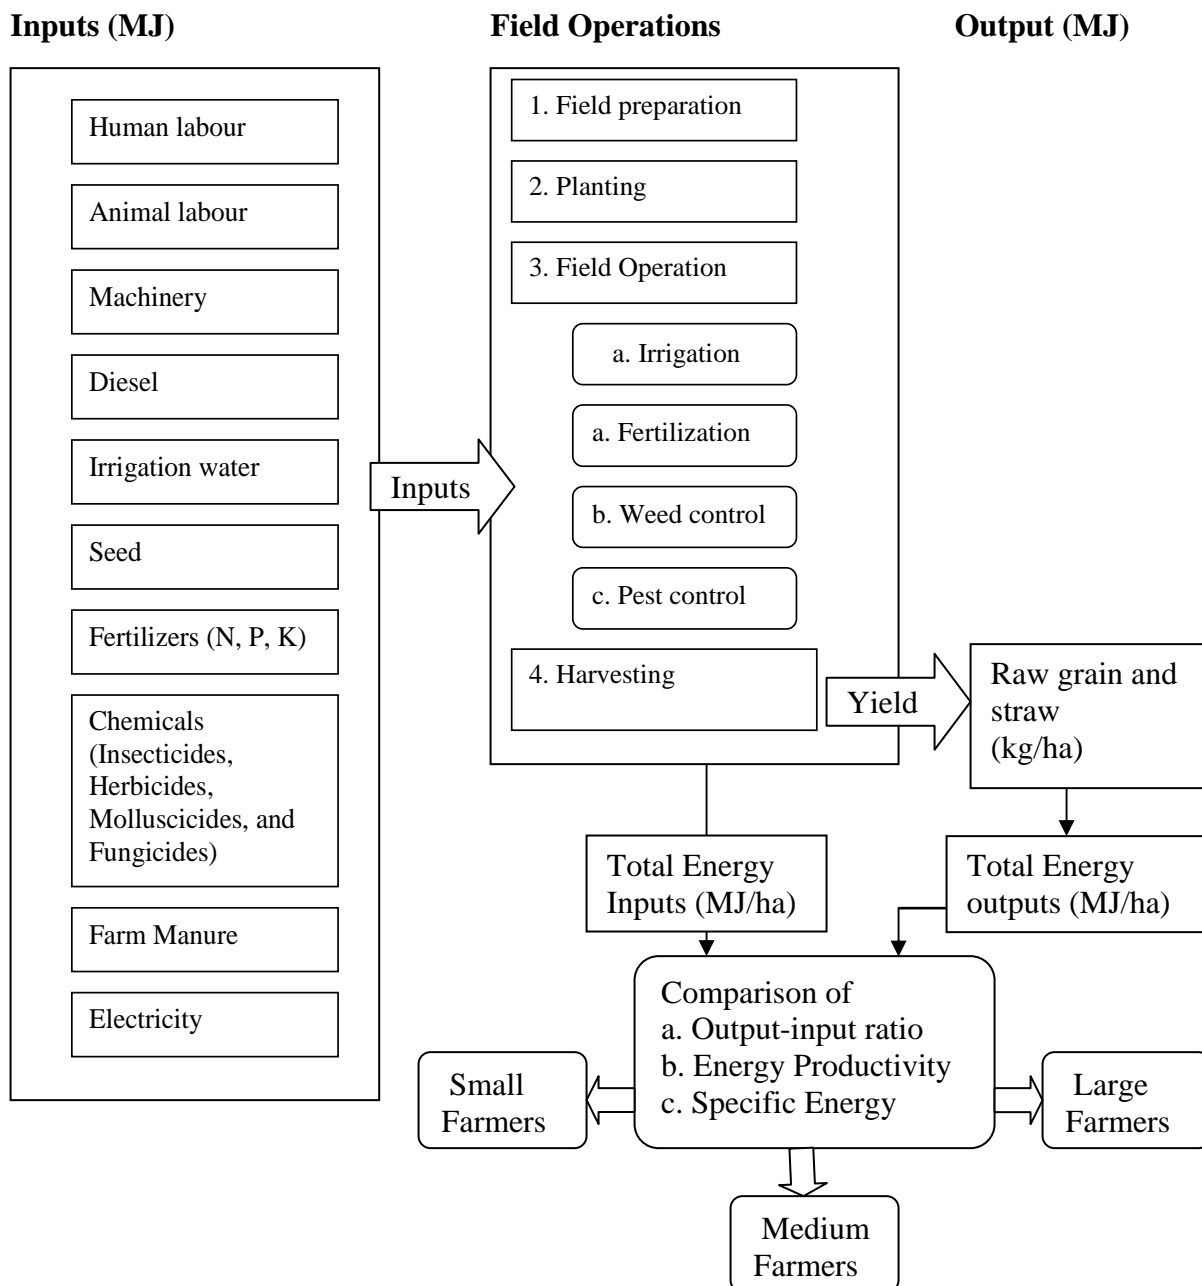 Inputs (MJ)
Field Operations
Output (MJ)
Human labour
Animal labour
Machinery
Diesel
Irrigation water
Seed
Fertilizers (N, P, K)
Chemicals
(Insecticides,
Herbicides,
Molluscicides, and
Fungicides)
Farm Manure
Electricity
Inputs
1. Field preparation
2. Planting
3. Field Operation
a. Irrigation
a. Fertilization
b. Weed control
c. Pest control
4. Harvesting
Yield
Raw grain and
straw
(kg/ha)
Total Energy
Inputs (MJ/ha)
Total Energy
outputs (MJ/ha)
Comparison of
a. Output-input ratio
b. Energy Productivity
c. Specific Energy
Small
Farmers
Large
Farmers
Medium
Farmers